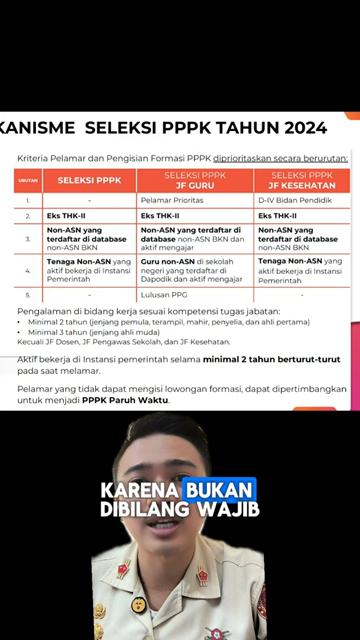 KANISME SELEKSI PPPK TAHUN 2024
Kriteria Pelamar dan Pengisian Formasi PPPK diprioritaskan secara berurutan:
URUTAN SELEKSI PPPK SELEKSI PPPK JF GURU SELEKSI PPPK JF KESEHATAN
1. - Pelamar Prioritas D-IV Bidan Pendidik
2. Eks THK-II Eks THK-II Eks THK-II
3. Non-ASN yang terdaftar di database non-ASN BKN Non-ASN yang terdaftar di database non-ASN BKN dan aktif mengajar Non-ASN yang terdaftar di database non-ASN BKN
4. Tenaga Non-ASN yang aktif bekerja di Instansi Pemerintah Guru non-ASN di sekolah negeri yang terdaftar di Dapodik dan aktif mengajar Tenaga Non-ASN yang aktif bekerja di Instansi Pemerintah
5. - Lulusan PPG -
Pengalaman di bidang kerja sesuai kompetensi tugas jabatan:
• Minimal 2 tahun (jenjang pemula, terampil, mahir, penyelia, dan ahli pertama)
• Minimal 3 tahun (jenjang ahli muda)
Kecuali JF Dosen, JF Pengawas Sekolah, dan JF Kesehatan.
Aktif bekerja di Instansi pemerintah selama minimal 2 tahun berturut-turut
pada saat melamar.
Pelamar yang tidak dapat mengisi lowongan formasi, dapat dipertimbangkan
untuk menjadi PPPK Paruh Waktu.
KARENA BUKAN
DIBILANG WAJIB